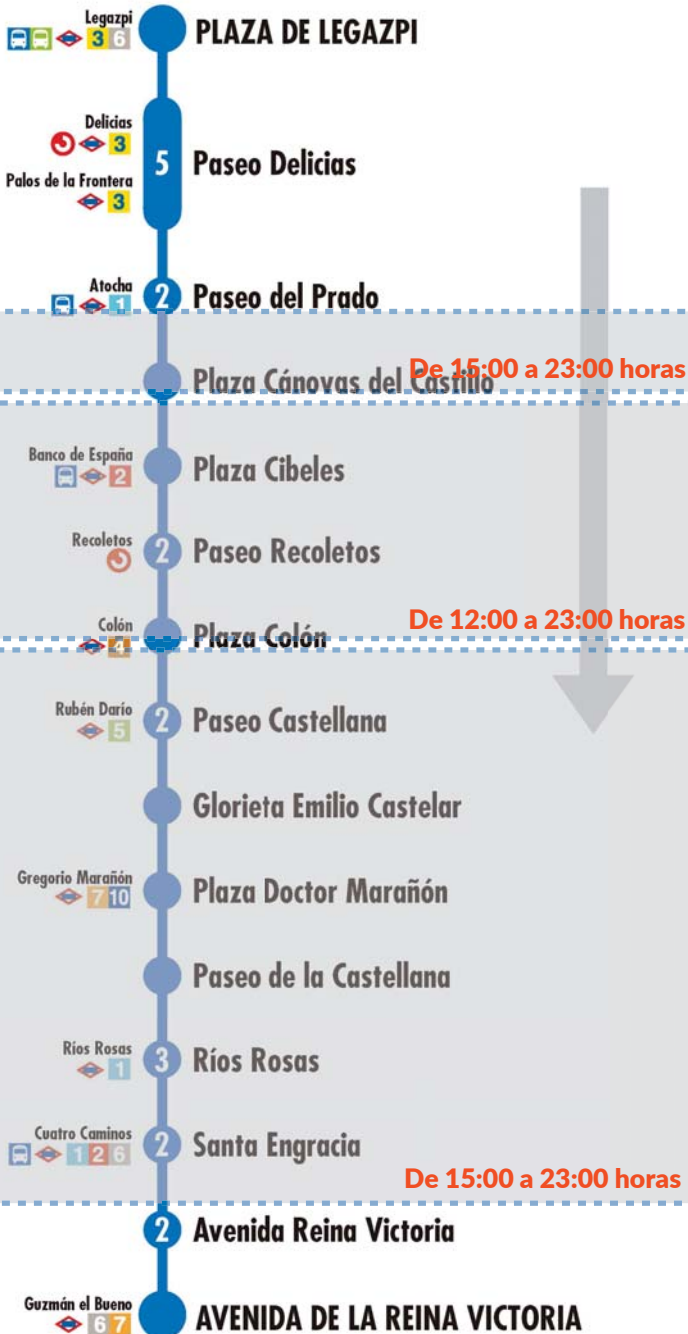 Legazpi
3 6
PLAZA DE LEGAZPI
Delicias
3
Palos de la Frontera
3
5
Paseo Delicias
Atocha
1
2
Paseo del Prado
Plaza Cánovas del Castillo
De 15:00 a 23:00 horas
Banco de España
2
Plaza Cibeles
Recoletos
2
Paseo Recoletos
De 12:00 a 23:00 horas
Colón
4
Plaza Colón
Rubén Darío
5
2
Paseo Castellana
Glorieta Emilio Castelar
Gregorio Marañón
7 10
Plaza Doctor Marañón
Paseo de la Castellana
Ríos Rosas
1
3
Ríos Rosas
Cuatro Caminos
1 2 6
2
Santa Engracia
De 15:00 a 23:00 horas
2
Avenida Reina Victoria
Guzmán el Bueno
6 7
AVENIDA DE LA REINA VICTORIA